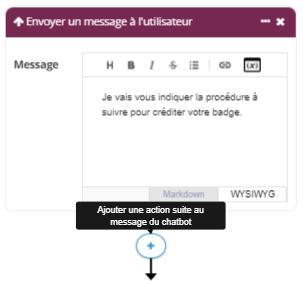 Envoyer un message à l'utilisateur
Message
H B I S
{x}
Je vais vous indiquer la procédure à
suivre pour créditer votre badge.
Markdown WYSIWYG
Ajouter une action suite au
message du chatbot
+